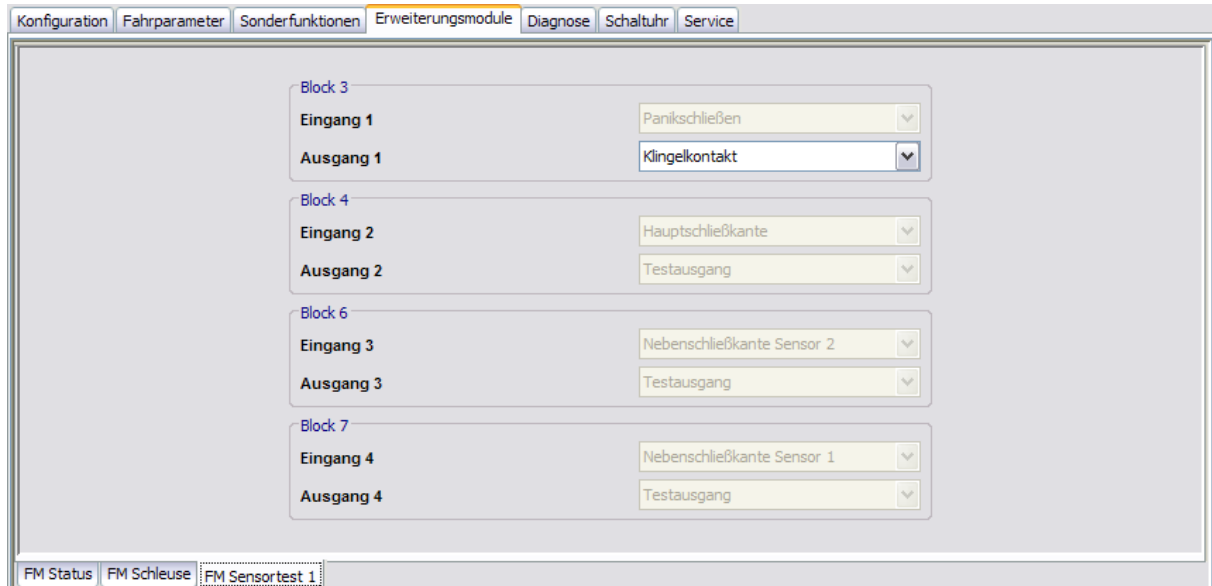 Konfiguration Fahrparameter Sonderfunktionen Erweiterungsmodule Diagnose Schaltuhr Service
Block 3
Eingang 1 Panikschließen
Ausgang 1 Klingelkontakt
Block 4
Eingang 2 Hauptschließkante
Ausgang 2 Testausgang
Block 6
Eingang 3 Nebenschließkante Sensor 2
Ausgang 3 Testausgang
Block 7
Eingang 4 Nebenschließkante Sensor 1
Ausgang 4 Testausgang
FM Status FM Schleuse FM Sensortest 1